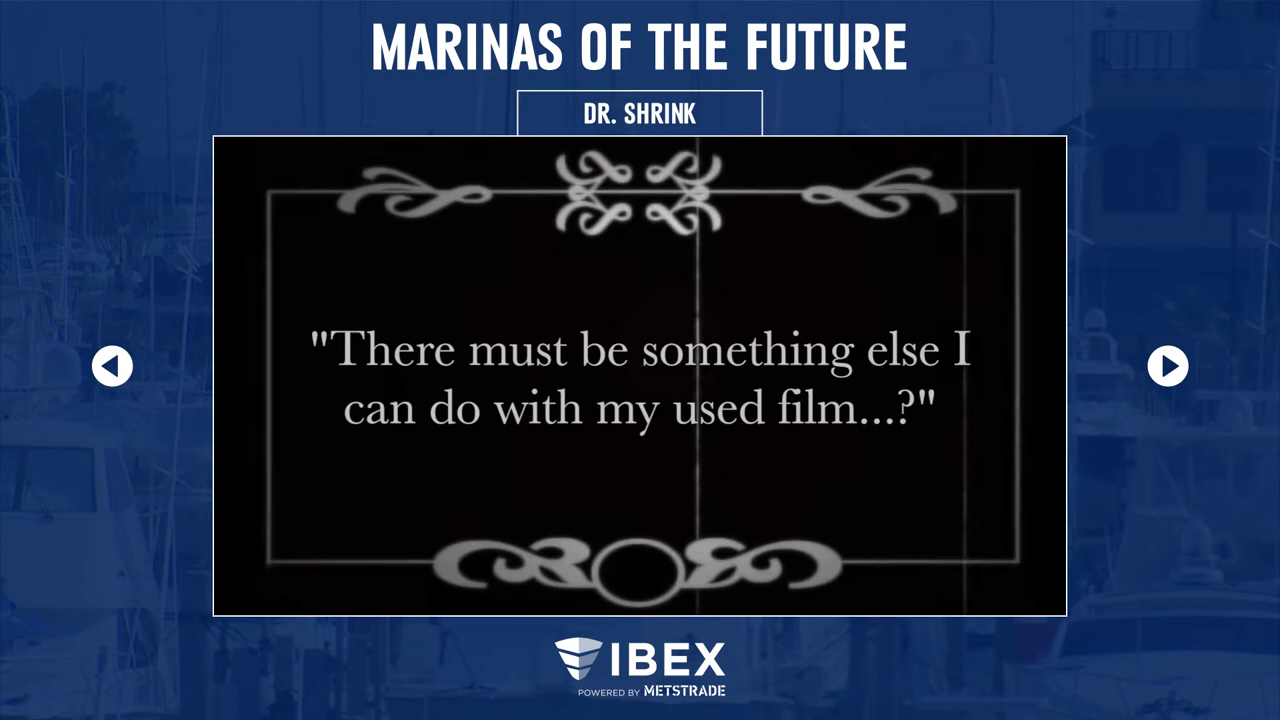 MARINAS OF THE FUTURE
DR. SHRINK
"There must be something else I
can do with my used film...?"
IBEX
POWERED BY METSTRADE